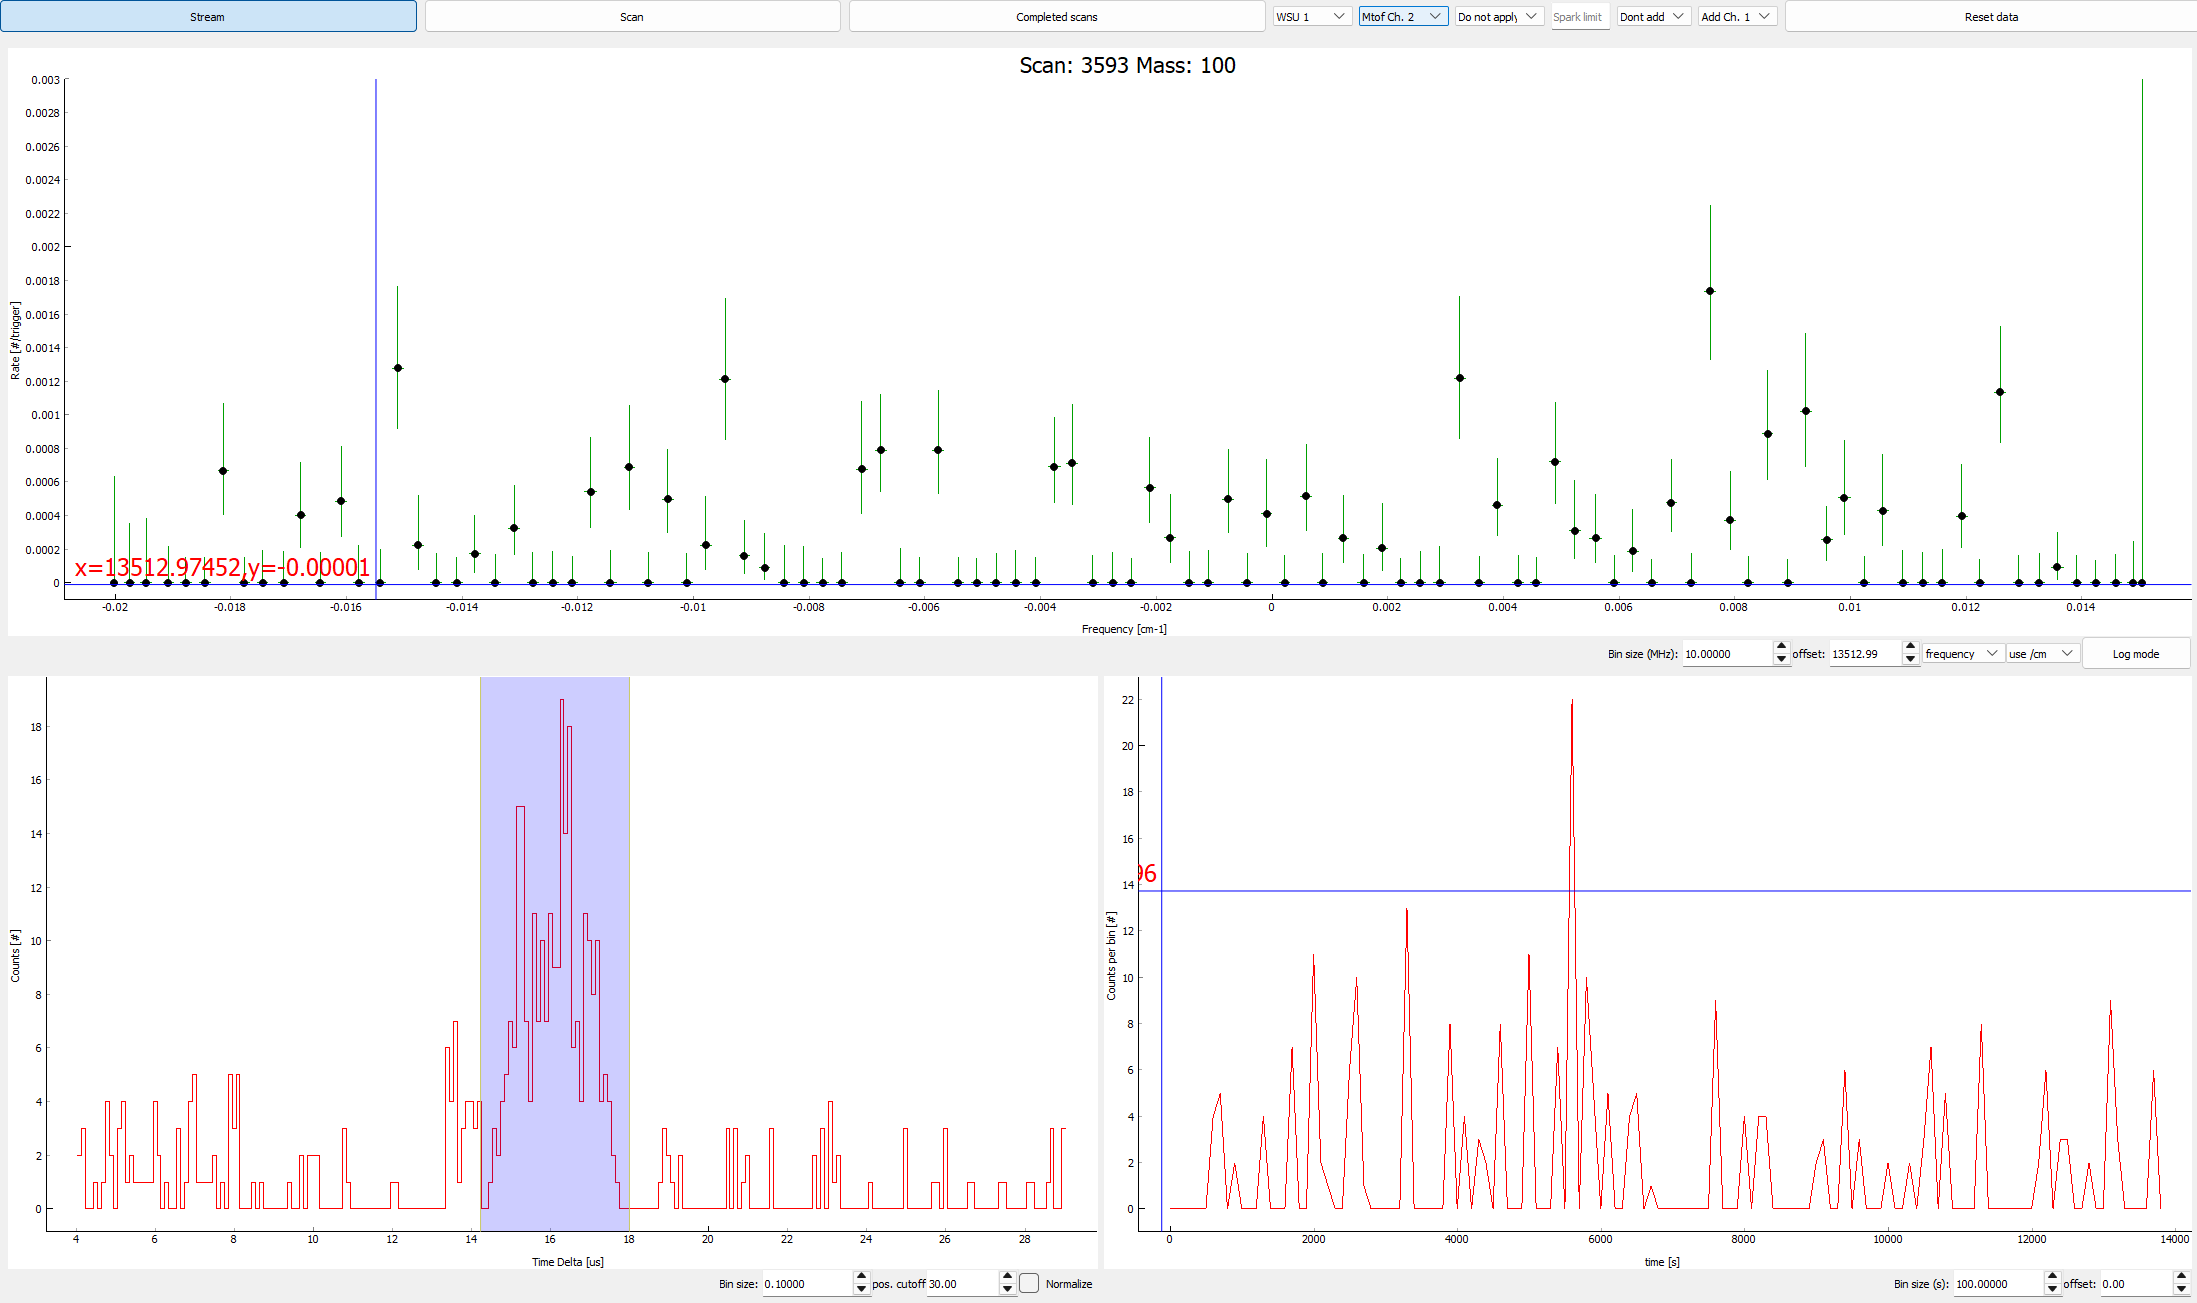 Stream Scan Completed scans WSU 1 Mtof Ch. 2 Do not apply Spark limit Dont add Add Ch. 1 Reset data
Scan: 3593 Mass: 100
0.003
0.0028
0.0026
0.0024
0.0022
0.002
0.0018
0.0016
0.0014
0.0012
0.001
0.0008
0.0006
0.0004
0.0002
0
Rate [#/trigger]
x=13512.97452,y=-0.00001
-0.02 -0.018 -0.016 -0.014 -0.012 -0.01 -0.008 -0.006 -0.004 -0.002 0 0.002 0.004 0.006 0.008 0.01 0.012 0.014
Frequency [cm-1]
Bin size (MHz): 10.00000 offset: 13512.99 frequency use /cm Log mode
18
16
14
12
10
8
6
4
2
0
Counts [#]
4 6 8 10 12 14 16 18 20 22 24 26 28
Time Delta [us]
Bin size: 0.10000 pos. cutoff 30.00 Normalize
22
20
18
16
14
12
10
8
6
4
2
0
Counts per bin [#]
96
0 2000 4000 6000 8000 10000 12000 14000
time [s]
Bin size (s): 100.00000 offset: 0.00